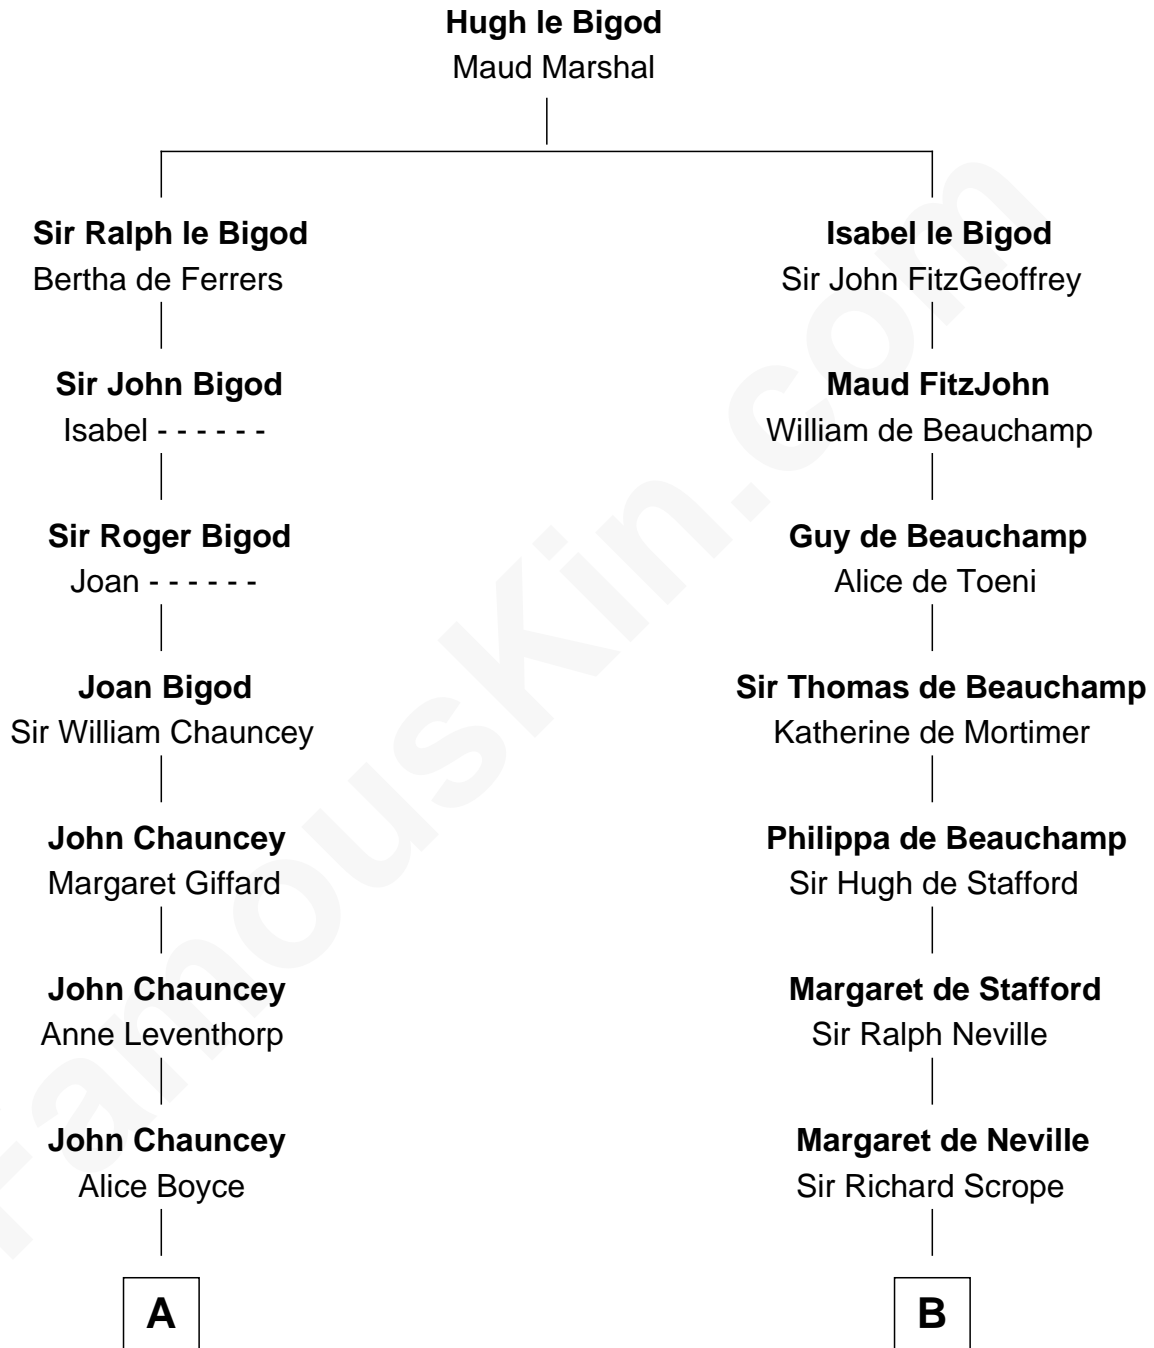 Hugh le Bigod
Maud Marshal
Sir Ralph le Bigod
Bertha de Ferrers
Isabel le Bigod
Sir John FitzGeoffrey
Sir John Bigod
Isabel - - - - - -
Maud FitzJohn
William de Beauchamp
Sir Roger Bigod
Joan - - - - - -
Guy de Beauchamp
Alice de Toeni
Joan Bigod
Sir William Chauncey
Sir Thomas de Beauchamp
Katherine de Mortimer
John Chauncey
Margaret Giffard
Philippa de Beauchamp
Sir Hugh de Stafford
John Chauncey
Anne Leventhorp
Margaret de Stafford
Sir Ralph Neville
John Chauncey
Alice Boyce
Margaret de Neville
Sir Richard Scrope
A
B
FamousKin.com